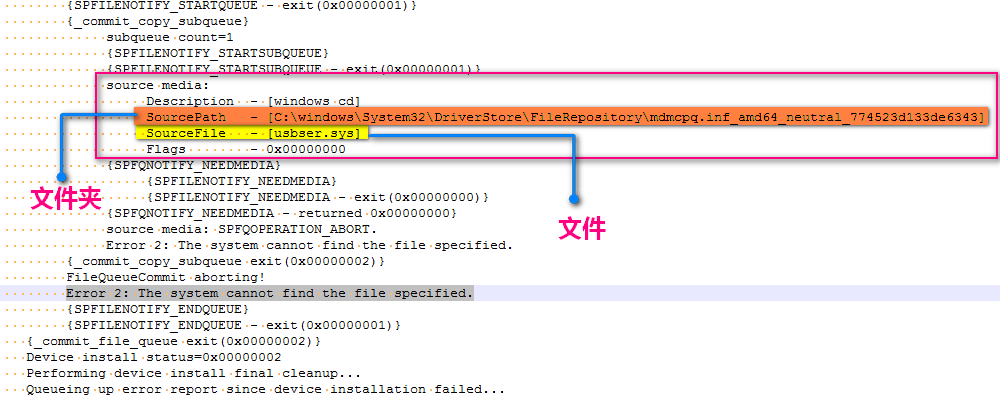 {SPFILENOTIFY_STARTQUEUE - exit(0x00000001)}
{_commit_copy_subqueue}
subqueue count=1
{SPFILENOTIFY_STARTSUBQUEUE}
{SPFILENOTIFY_STARTSUBQUEUE - exit(0x00000001)}
source media:
Description - [windows cd]
SourcePath - [C:\windows\System32\DriverStore\FileRepository\mdmcpq.inf_amd64_neutral_774523d133de6343]
SourceFile - [usbser.sys]
Flags - 0x00000000
{SPFQNOTIFY_NEEDMEDIA}
{SPFILENOTIFY_NEEDMEDIA}
文件夹
{SPFILENOTIFY_NEEDMEDIA - exit(0x00000000)}
{SPFQNOTIFY_NEEDMEDIA - returned 0x00000000}
文件
source media: SPFQOPERATION_ABORT.
Error 2: The system cannot find the file specified.
{_commit_copy_subqueue exit(0x00000002)}
FileQueueCommit aborting!
Error 2: The system cannot find the file specified.
{SPFILENOTIFY_ENDQUEUE}
{SPFILENOTIFY_ENDQUEUE - exit(0x00000001)}
{_commit_file_queue exit(0x00000002)}
Device install status=0x00000002
Performing device install final cleanup...
Queueing up error report since device installation failed...